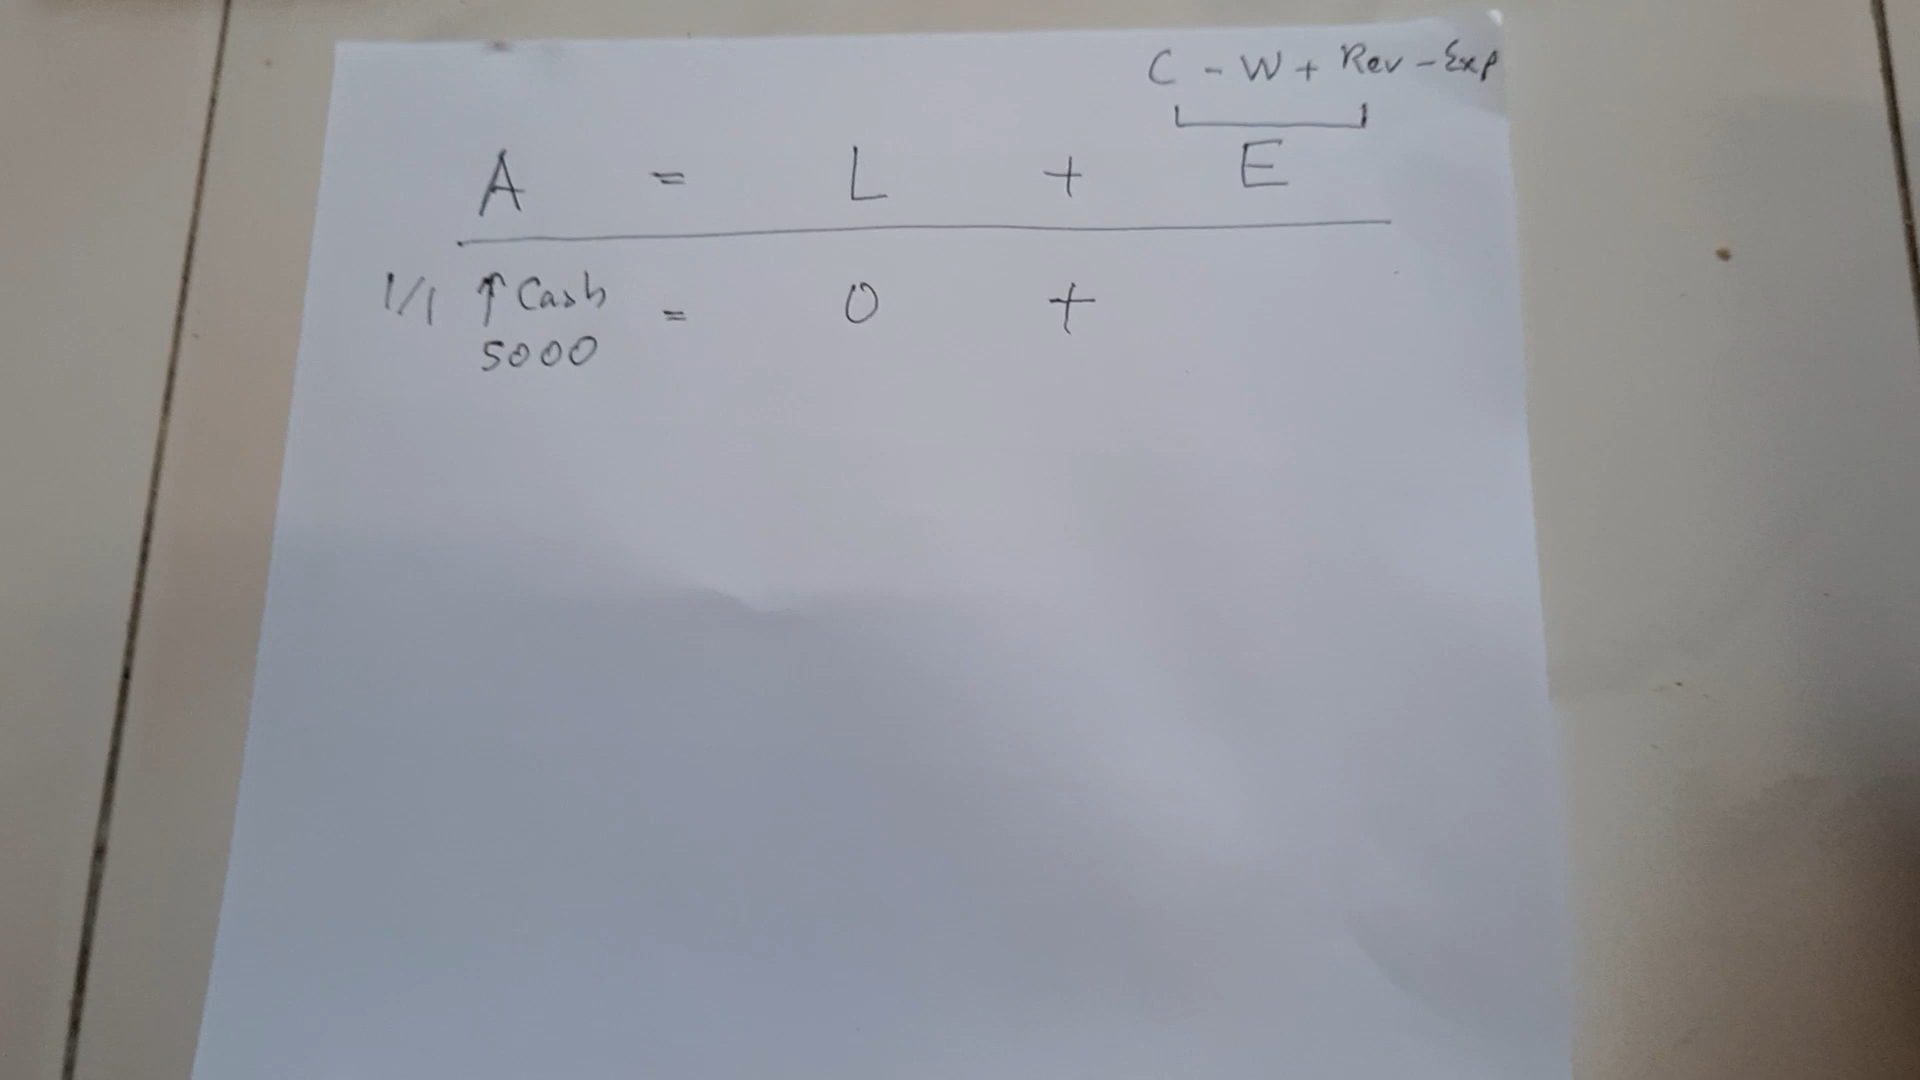 C - W + Rev - Exp
A = L + E
1/1 ↑ Cash = 0 +
5000